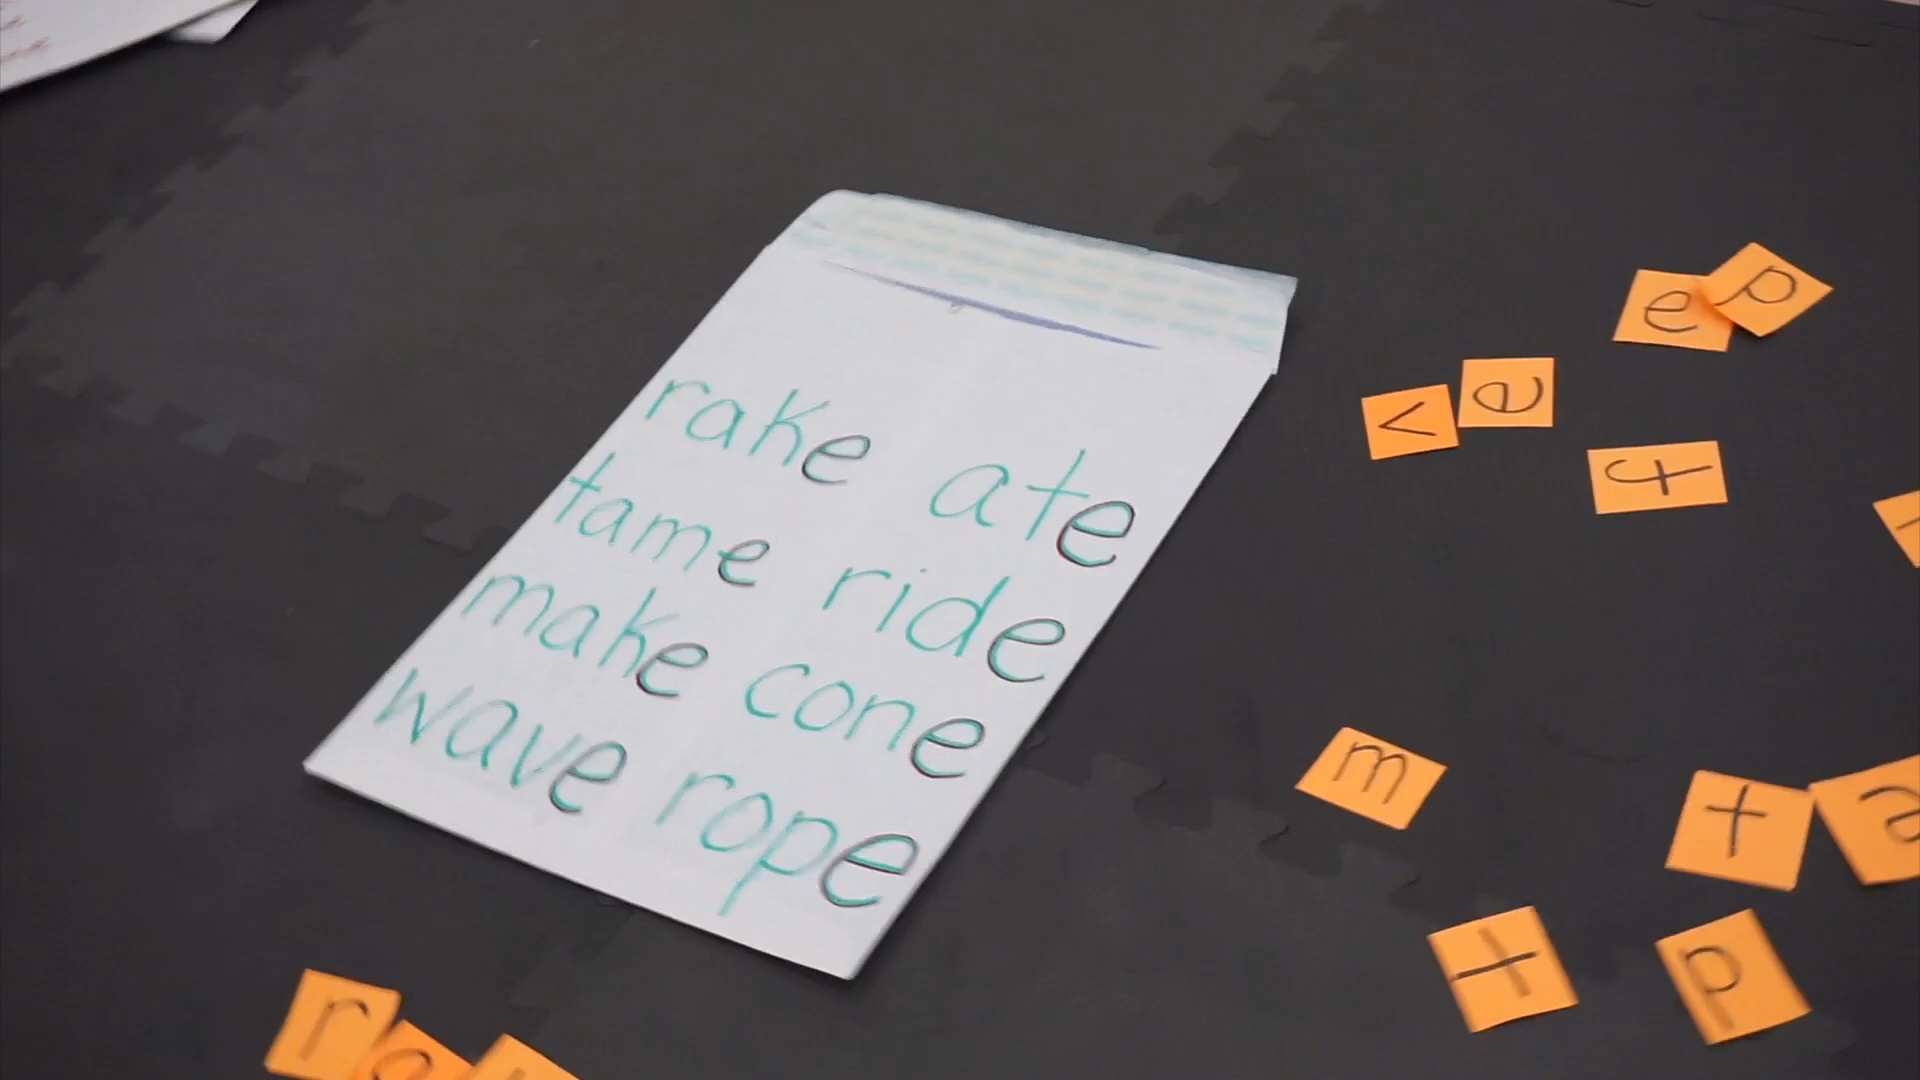 rake ate
tame ride
make cone
wave rope
e p
v e
f
m
t a
t p
r